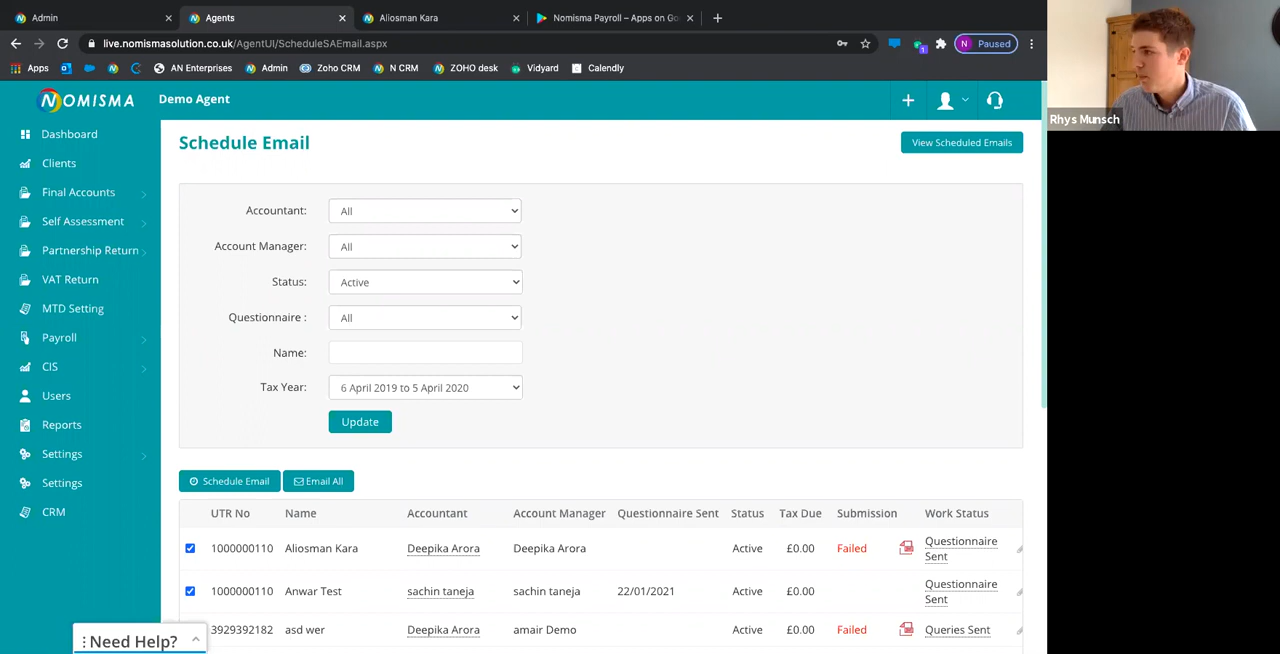 Admin
Agents
Aliosman Kara
Nomisma Payroll – Apps on Go
live.nomismasolution.co.uk/AgentUI/ScheduleSAEmail.aspx
1
N Paused
Apps
AN Enterprises
Admin
Zoho CRM
N CRM
ZOHO desk
Vidyard
Calendly
NOMISMA
Demo Agent
Rhys Munsch
Dashboard
Clients
Final Accounts
Self Assessment
Partnership Return
VAT Return
MTD Setting
Payroll
CIS
Users
Reports
Settings
Settings
CRM
Need Help?
Schedule Email
View Scheduled Emails
Accountant: All
Account Manager: All
Status: Active
Questionnaire : All
Name:
Tax Year: 6 April 2019 to 5 April 2020
Update
Schedule Email Email All
UTR No Name Accountant Account Manager Questionnaire Sent Status Tax Due Submission Work Status
1000000110 Aliosman Kara Deepika Arora Deepika Arora Active £0.00 Failed Questionnaire
Sent
1000000110 Anwar Test sachin taneja sachin taneja 22/01/2021 Active £0.00 Questionnaire
Sent
3929392182 asd wer Deepika Arora amair Demo Active £0.00 Failed Queries Sent